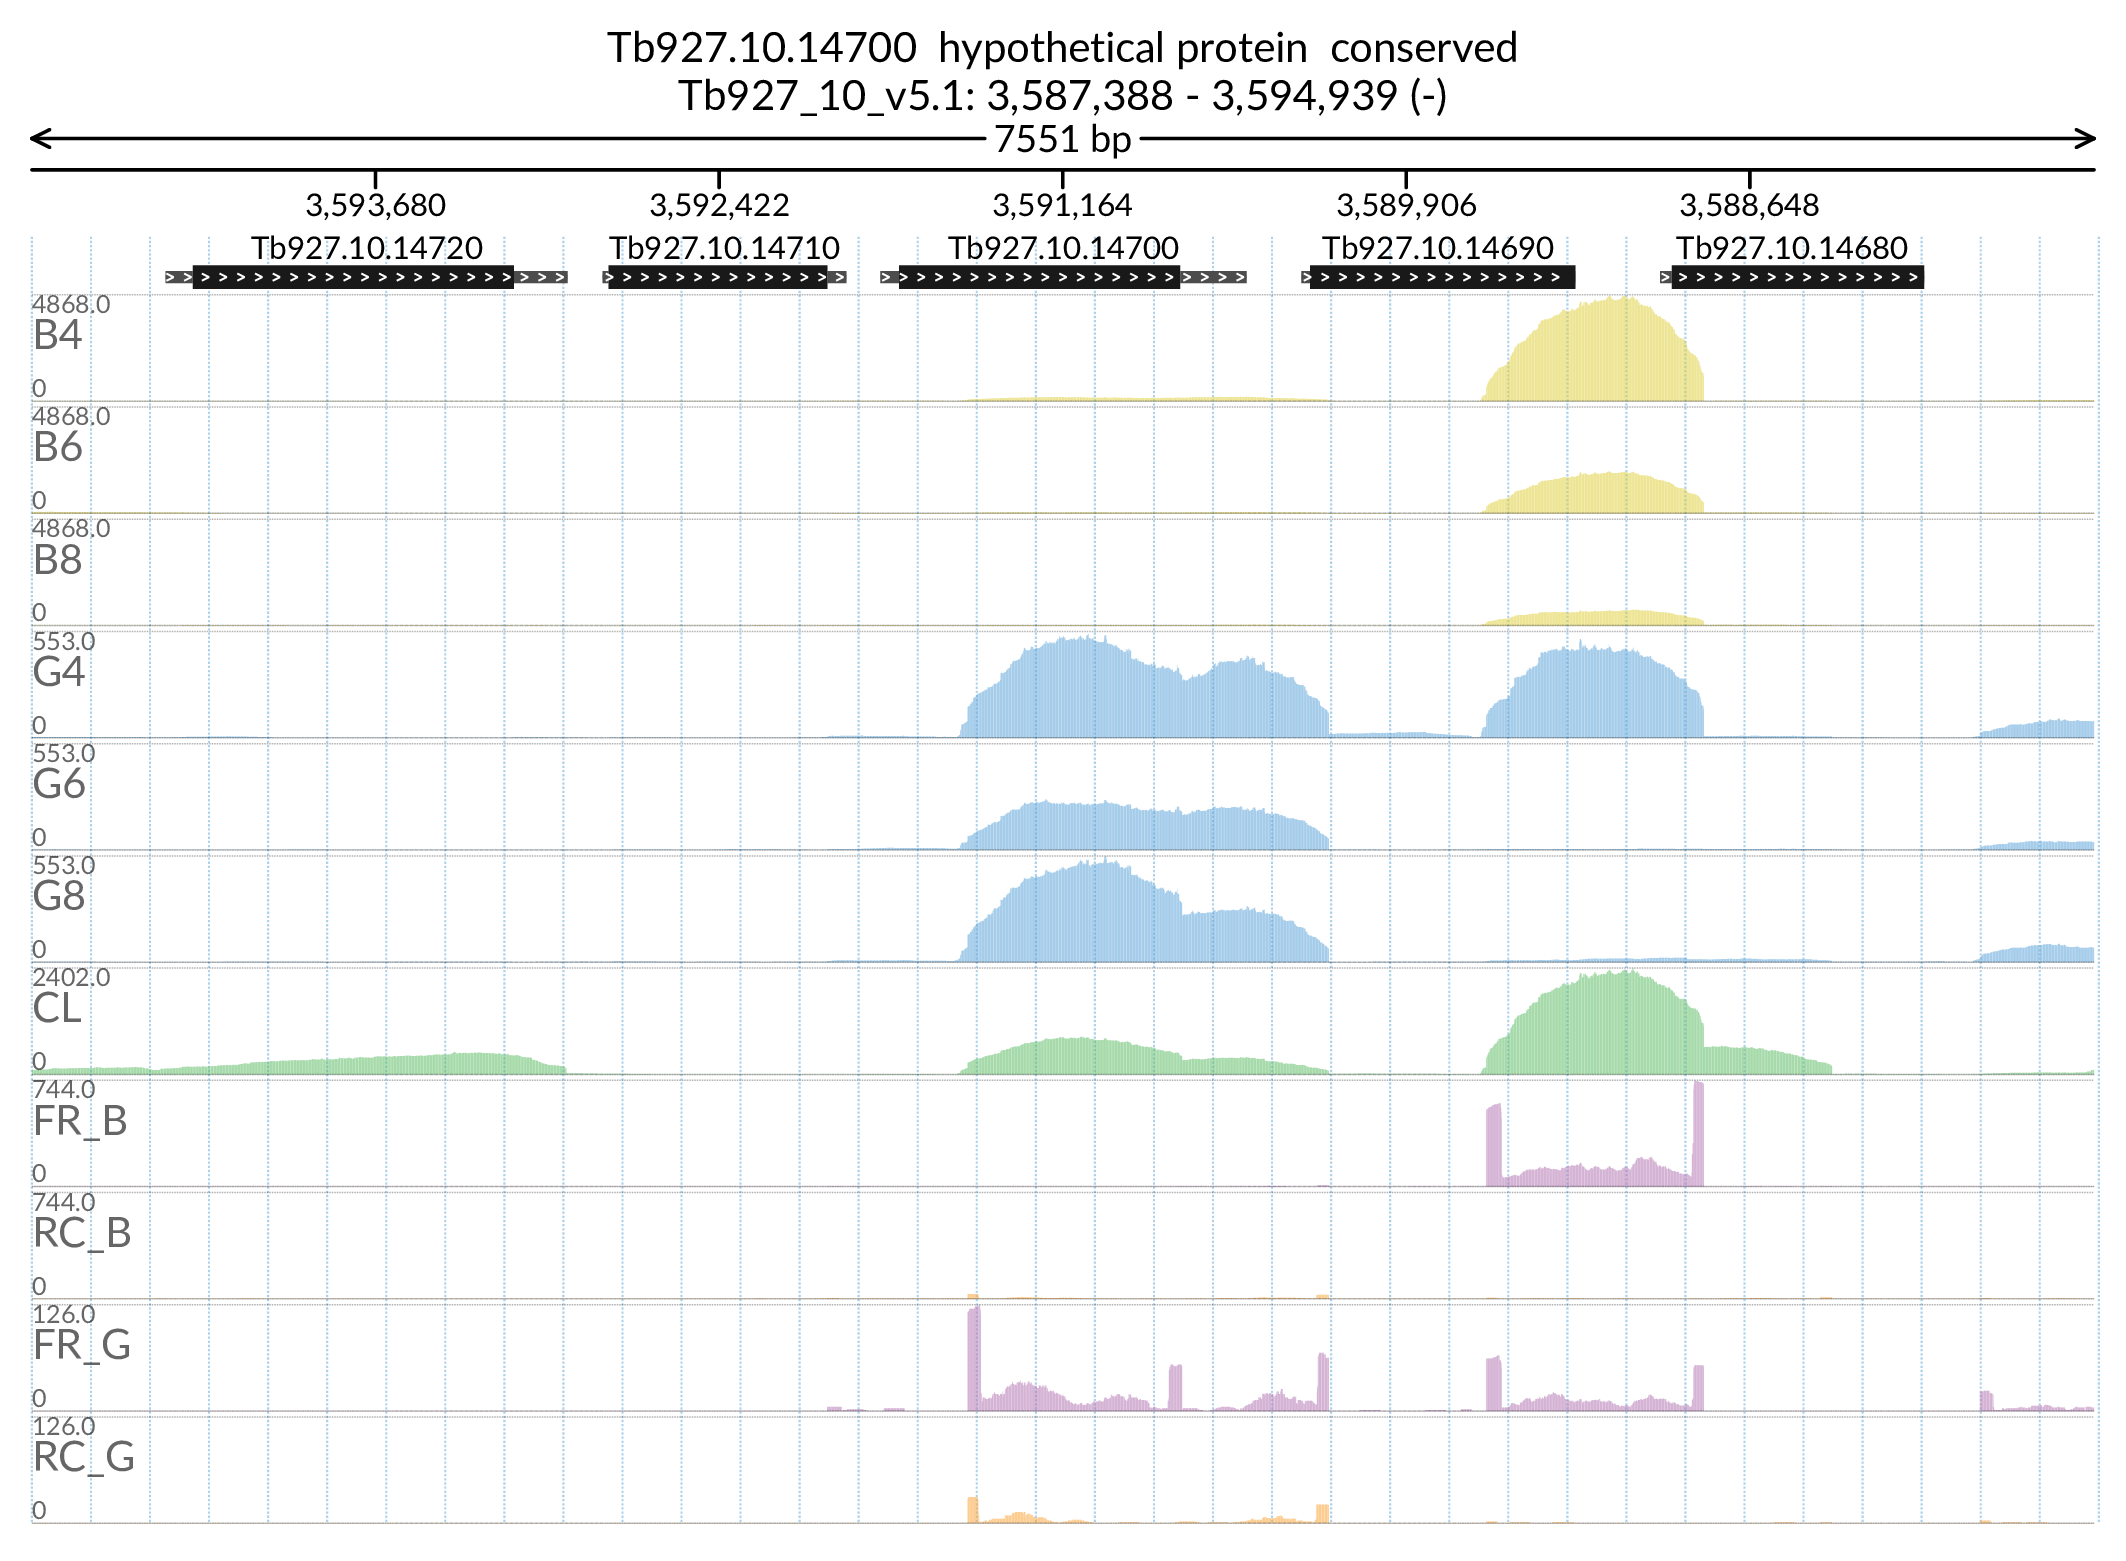 Tb927.10.14700  hypothetical protein  conserved
Tb927_10_v5.1: 3,587,388 - 3,594,939 (-)
7551 bp
3,593,680 3,592,422 3,591,164 3,589,906 3,588,648
Tb927.10.14720 Tb927.10.14710 Tb927.10.14700 Tb927.10.14690 Tb927.10.14680
4868.0
B4
0
4868.0
B6
0
4868.0
B8
0
553.0
G4
0
553.0
G6
0
553.0
G8
0
2402.0
CL
0
744.0
FR_B
0
744.0
RC_B
0
126.0
FR_G
0
126.0
RC_G
0